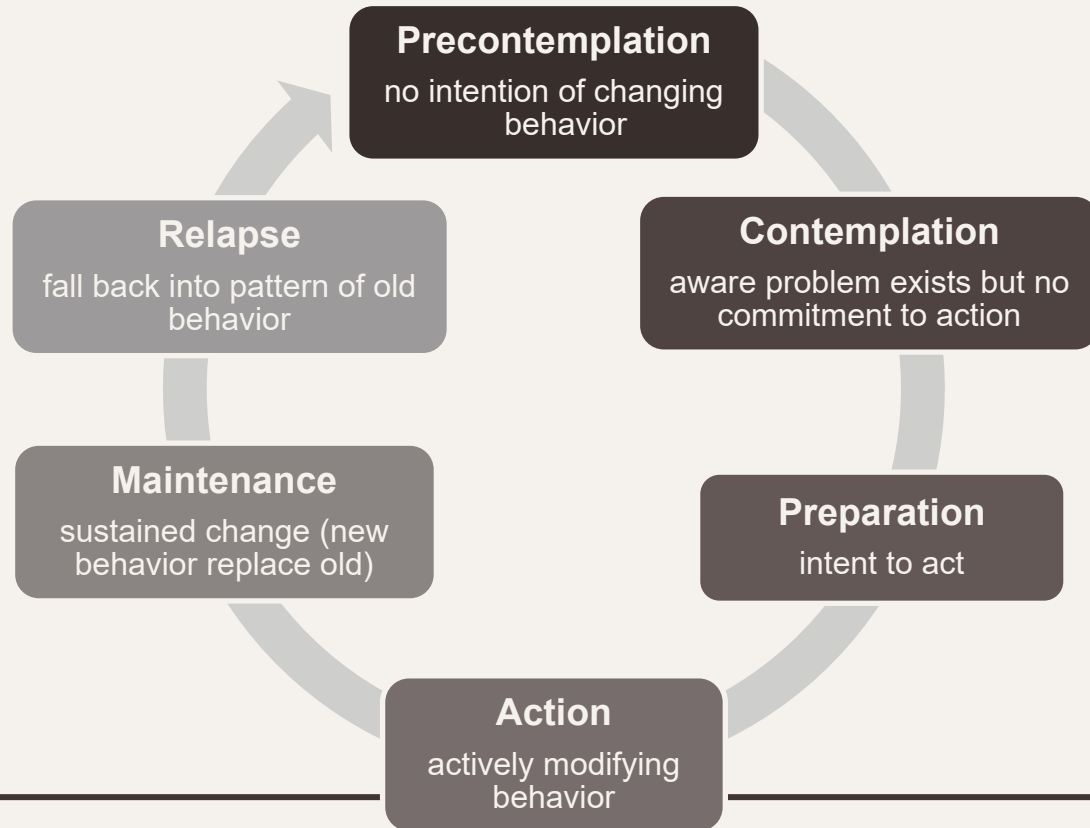 Precontemplation
no intention of changing
behavior
Contemplation
aware problem exists but no
commitment to action
Preparation
intent to act
Action
actively modifying
behavior
Maintenance
sustained change (new
behavior replace old)
Relapse
fall back into pattern of old
behavior